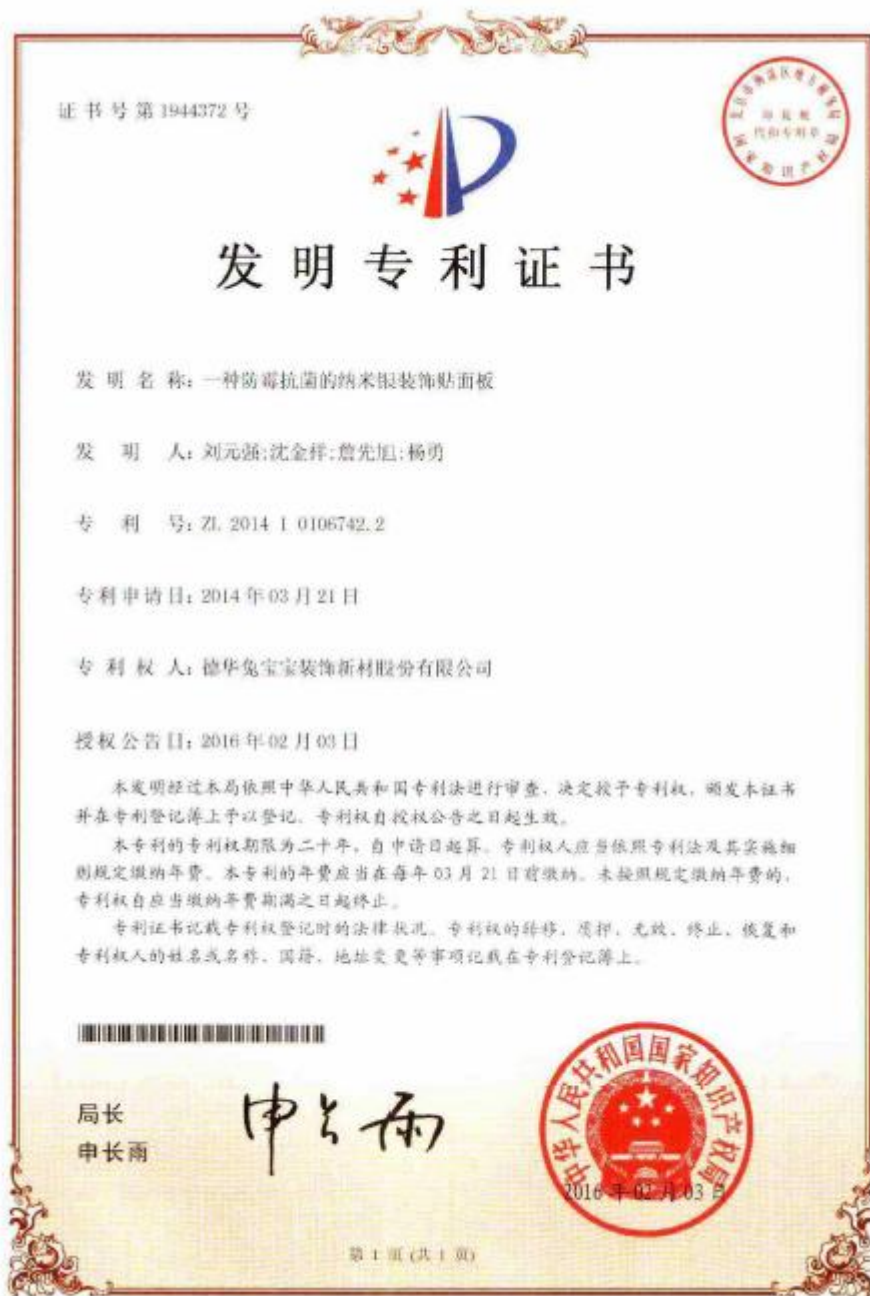 证书号第1944372号
发明专利证书
发明名称：一种防霉抗菌的纳米银装饰贴面板
发明人：刘元强;沈金祥;詹先旭;杨勇
专利号：ZL 2014 1 0106742.2
专利申请日：2014年03月21日
专利权人：德华兔宝宝装饰新材股份有限公司
授权公告日：2016年02月03日
本发明经过本局依照中华人民共和国专利法进行审查，决定授予专利权，颁发本证书
并在专利登记簿上予以登记。专利权自授权公告之日起生效。
本专利的专利权期限为二十年，自申请日起算。专利权人应当依照专利法及其实施细
则规定缴纳年费。本专利的年费应当在每年03月21日前缴纳。未按照规定缴纳年费的，
专利权自应当缴纳年费期满之日起终止。
专利证书记载专利权登记时的法律状况。专利权的转移、质押、无效、终止、恢复和
专利权人的姓名或名称、国籍、地址变更等事项记载在专利登记簿上。
局长
申长雨
申长雨
中华人民共和国国家知识产权局
2016年02月03日
第1页(共1页)